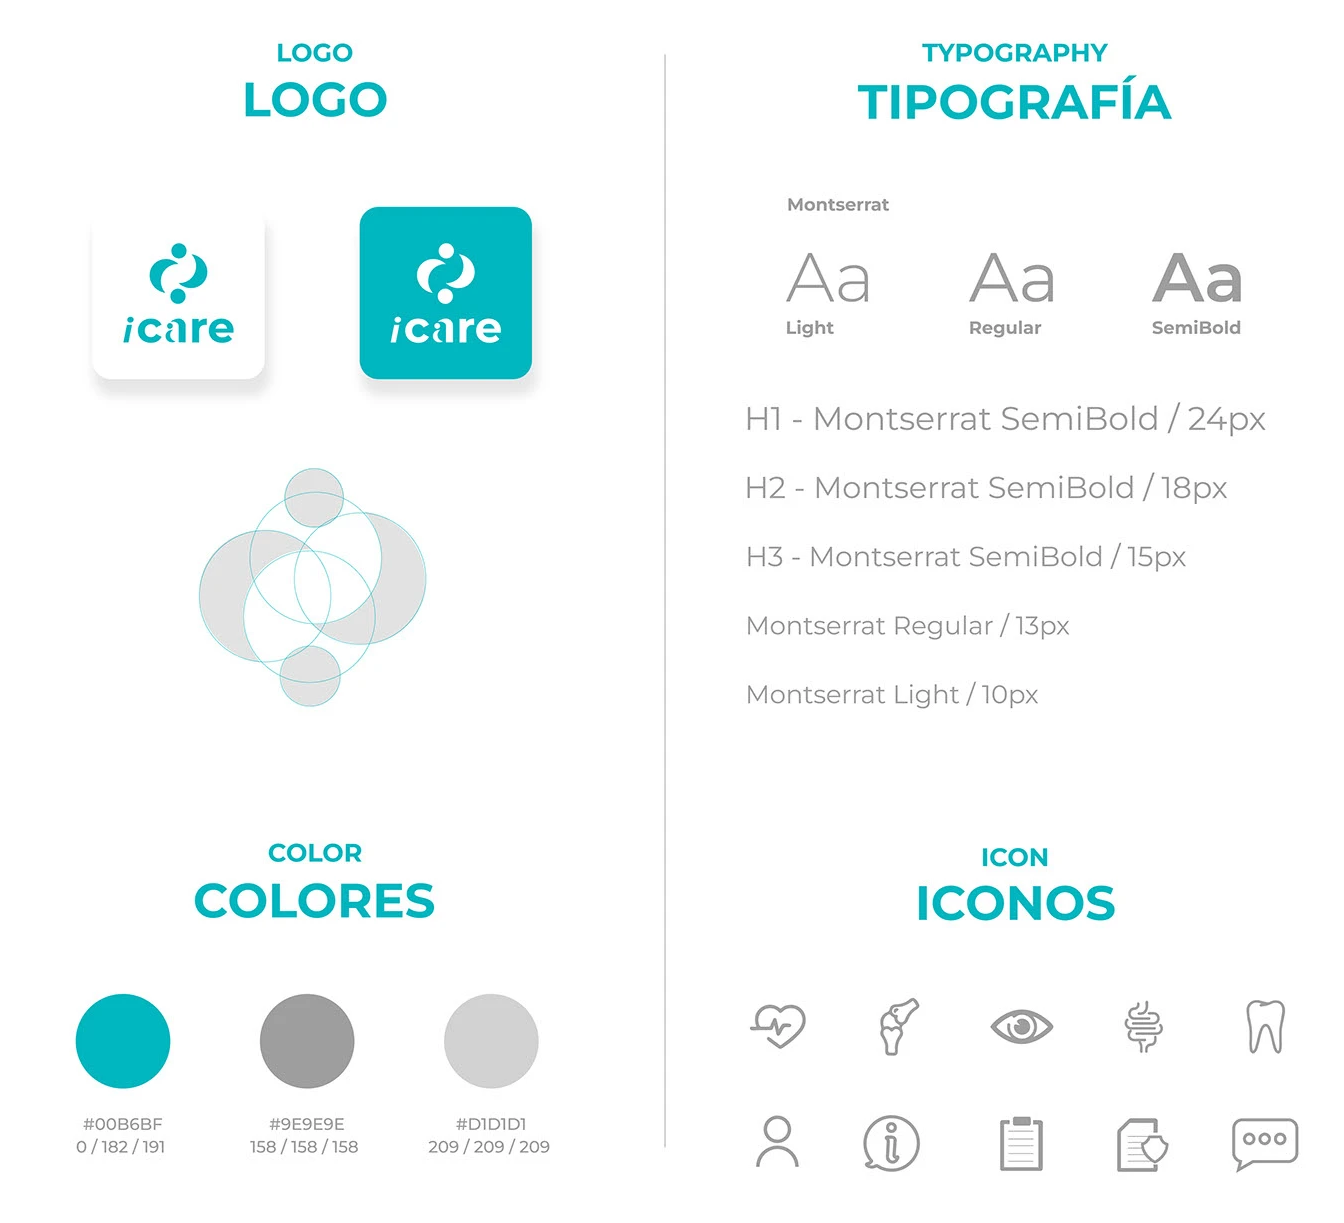 LOGO
LOGO
icare
icare
COLOR
COLORES
#00B6BF
0 / 182 / 191
#9E9E9E
158 / 158 / 158
#D1D1D1
209 / 209 / 209
TYPOGRAPHY
TIPOGRAFÍA
Montserrat
Aa
Light
Aa
Regular
Aa
SemiBold
H1 - Montserrat SemiBold / 24px
H2 - Montserrat SemiBold / 18px
H3 - Montserrat SemiBold / 15px
Montserrat Regular / 13px
Montserrat Light / 10px
ICON
ICONOS